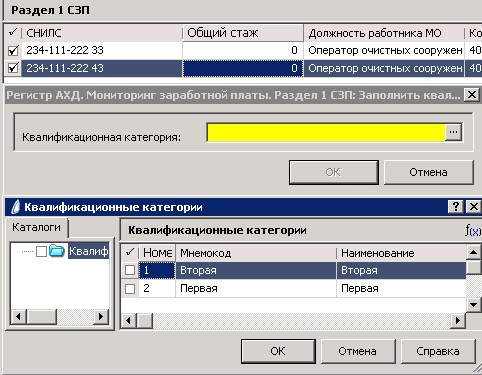 Раздел 1 СЗП
СНИЛС Общий стаж Должность работника МО Ко
234-111-222 33 0 Оператор очистных сооружен 40
234-111-222 43 0 Оператор очистных сооружен 40
Регистр АХД. Мониторинг заработной платы. Раздел 1 СЗП: Заполнить квал...
Квалификационная категория: ...
ОК Отмена
Квалификационные категории
Каталоги
Квалиф
Квалификационные категории f(x)
Номе Мнемокод Наименование
1 Вторая Вторая
2 Первая Первая
ОК Отмена Справка